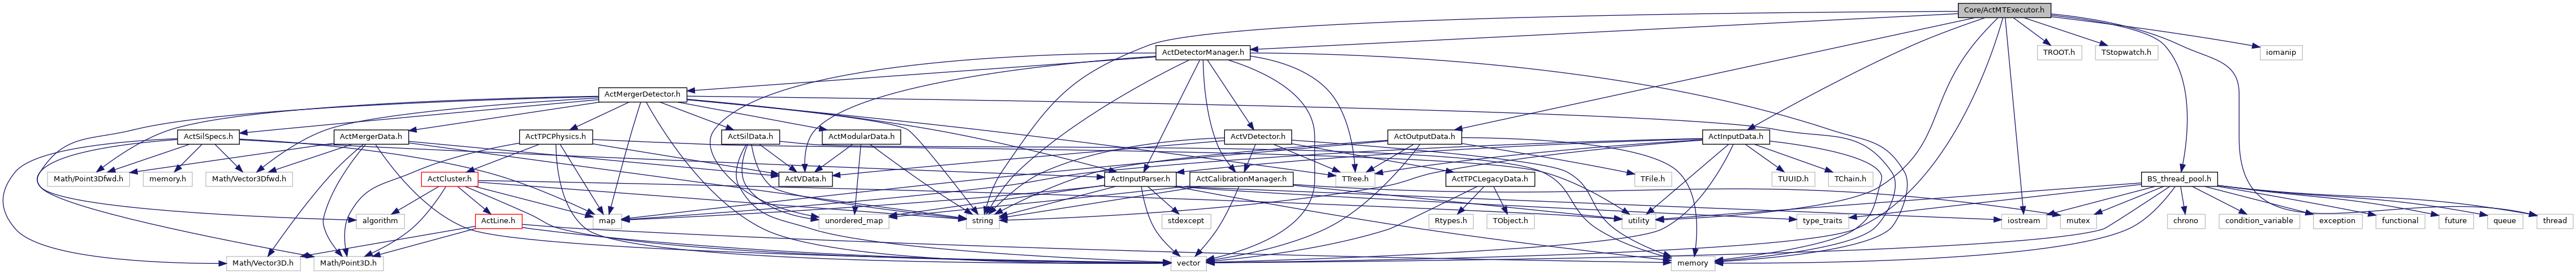 Core/ActMTExecutor.h
ActDetectorManager.h
TROOT.h
TStopwatch.h
iomanip
ActMergerDetector.h
ActSilSpecs.h
ActMergerData.h
ActTPCPhysics.h
ActSilData.h
ActModularData.h
ActVDetector.h
ActOutputData.h
ActInputData.h
Math/Point3Dfwd.h
memory.h
Math/Vector3Dfwd.h
ActCluster.h
ActVData.h
ActInputParser.h
ActCalibrationManager.h
TTree.h
ActTPCLegacyData.h
TFile.h
TUUID.h
TChain.h
BS_thread_pool.h
algorithm
ActLine.h
map
unordered_map
string
stdexcept
Rtypes.h
TObject.h
utility
type_traits
iostream
mutex
chrono
condition_variable
exception
functional
future
queue
thread
Math/Vector3D.h
Math/Point3D.h
vector
memory